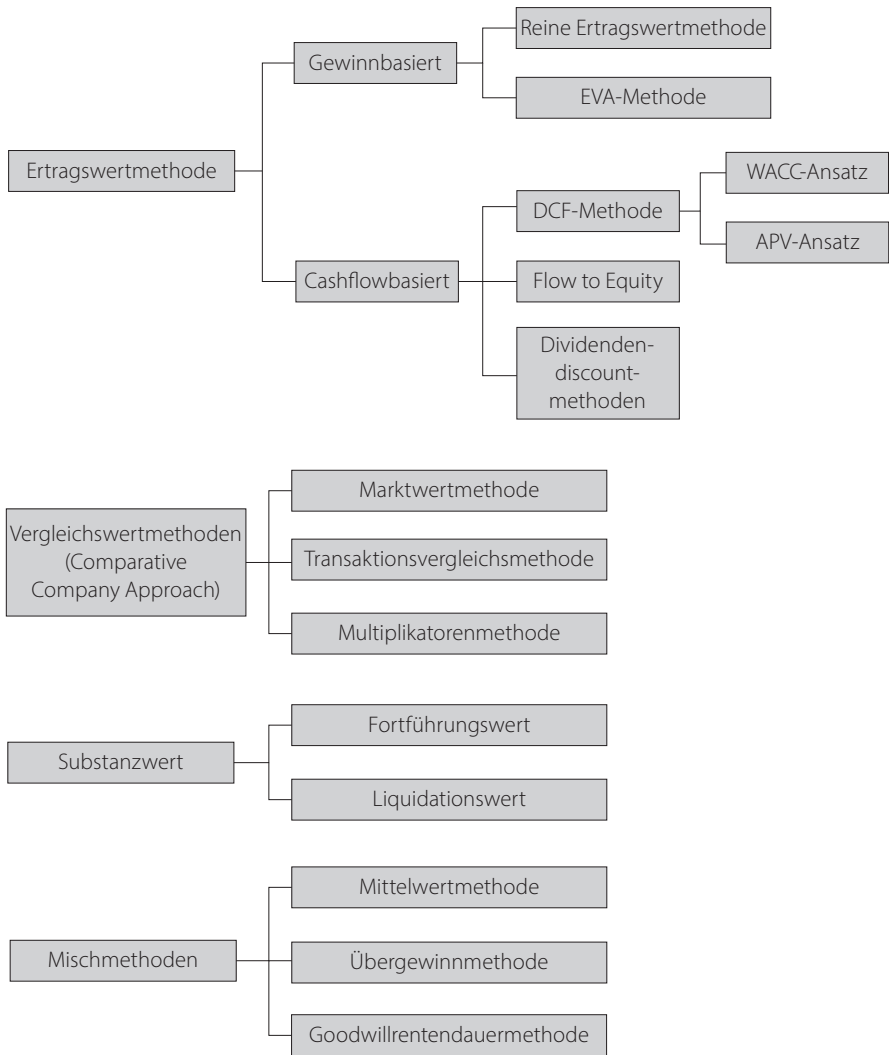 Reine Ertragswertmethode
Gewinnbasiert
EVA-Methode
Ertragswertmethode
WACC-Ansatz
DCF-Methode
APV-Ansatz
Cashflowbasiert
Flow to Equity
Dividenden-
discount-
methoden
Marktwertmethode
Vergleichswertmethoden
(Comparative
Company Approach)
Transaktionsvergleichsmethode
Multiplikatorenmethode
Fortführungswert
Substanzwert
Liquidationswert
Mittelwertmethode
Mischmethoden
Übergewinnmethode
Goodwillrentendauermethode